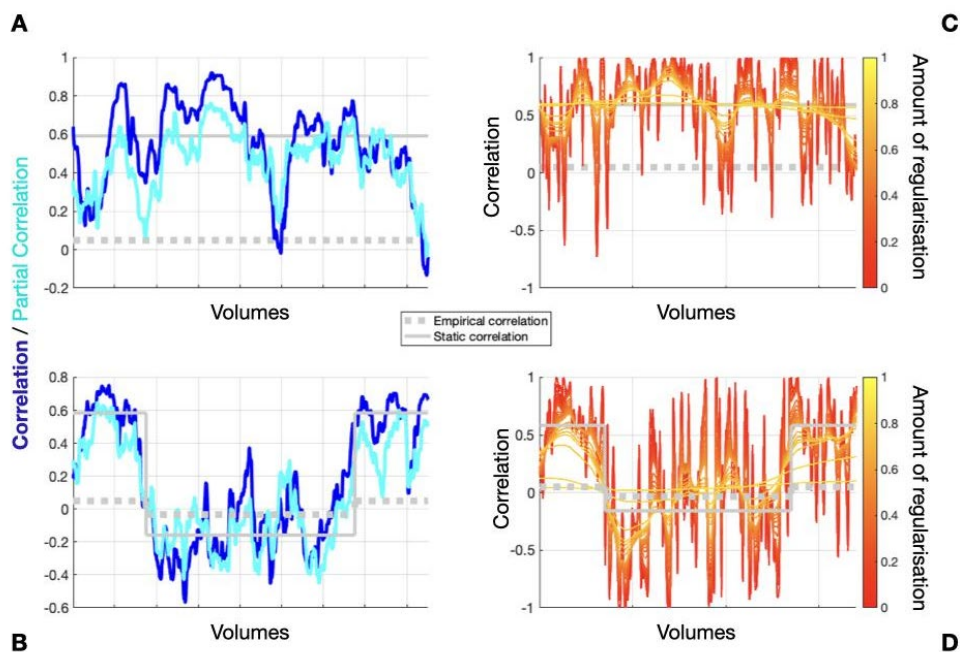 A
C
1
0.8
0.6
0.4
0.2
0
-0.2
Volumes
1
0.5
0
-0.5
-1
Correlation
Volumes
1
0.8
0.6
0.4
0.2
0
Amount of regularisation
Correlation / Partial Correlation
Empirical correlation
Static correlation
0.8
0.6
0.4
0.2
0
-0.2
-0.4
-0.6
Volumes
1
0.5
0
-0.5
-1
Correlation
Volumes
1
0.8
0.6
0.4
0.2
0
Amount of regularisation
B
D